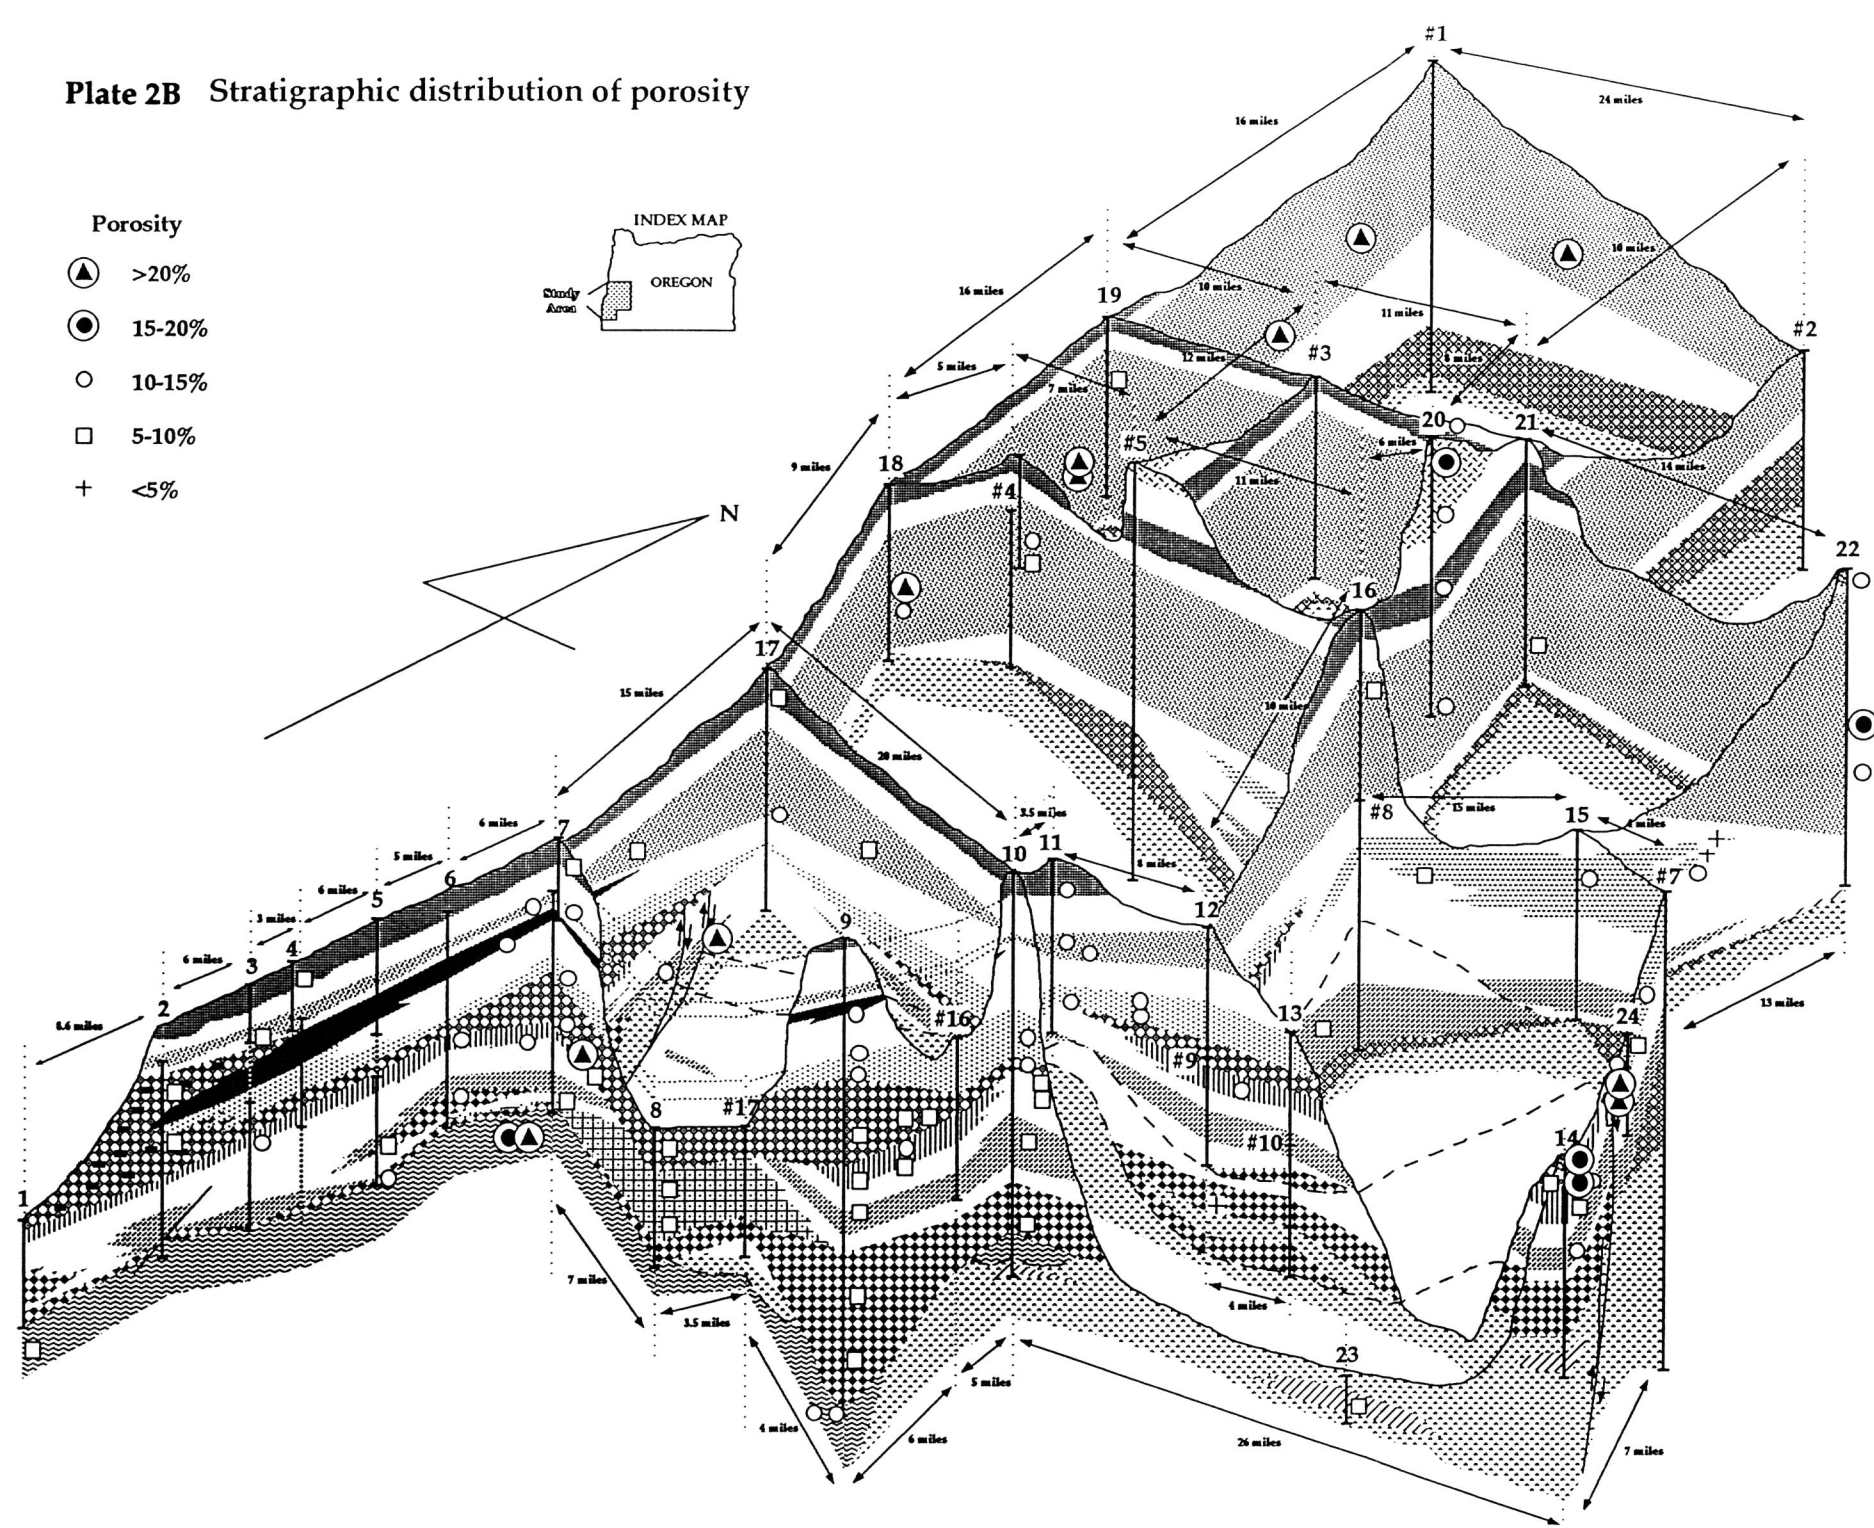 Plate 2B Stratigraphic distribution of porosity
Porosity
>20%
15-20%
10-15%
5-10%
<5%
INDEX MAP
OREGON
Study
Area
N
#1
16 miles
24 miles
10 miles
19
16 miles
10 miles
11 miles
#2
12 miles
#3
8 miles
5 miles
7 miles
20
21
#5
6 miles
14 miles
9 miles
18
#4
11 miles
22
16
17
15 miles
10 miles
20 miles
#8
15 miles
15
4 miles
3.5 miles
6 miles
7
10
11
8 miles
#7
5 miles
6
6 miles
5
12
9
3 miles
4
3
6 miles
2
8.6 miles
#16
13
24
13 miles
#9
8
#17
#10
14
1
7 miles
3.5 miles
4 miles
23
5 miles
4 miles
6 miles
26 miles
7 miles